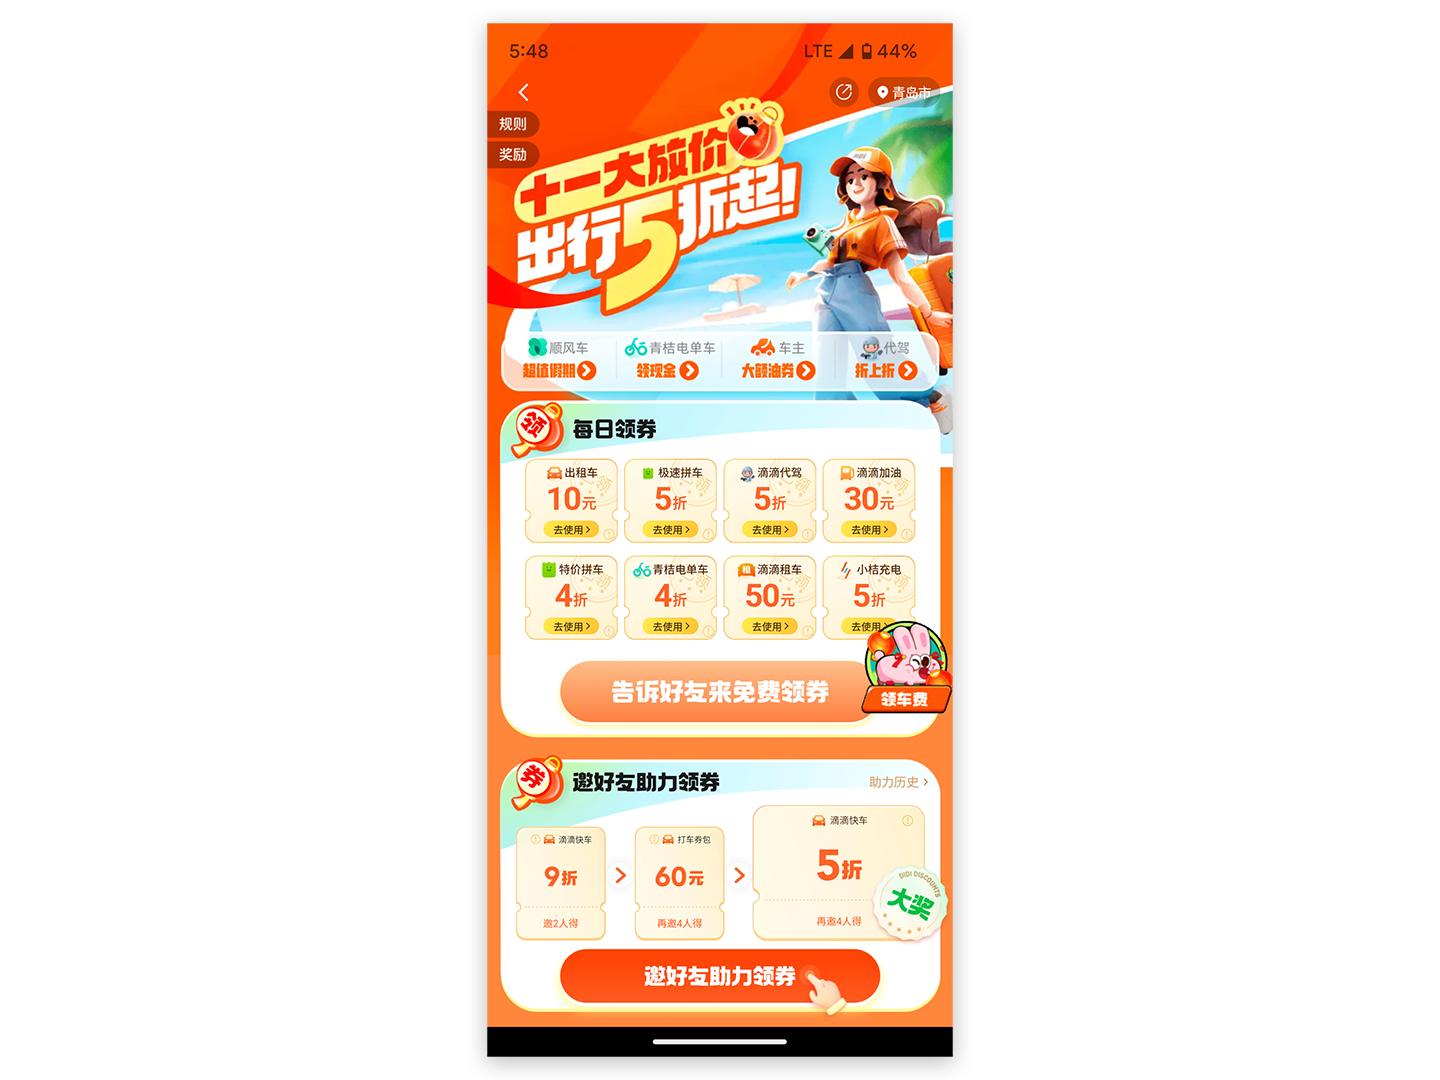 5:48
LTE 44%
青岛市
规则
奖励
十一大放价
出行5折起!
顺风车
青桔电单车
车主
代驾
超值假期
领现金
大额油券
折上折
领
每日领券
出租车
极速拼车
滴滴代驾
滴滴加油
10元
5折
5折
30元
去使用
去使用
去使用
去使用
特价拼车
青桔电单车
租
滴滴租车
小桔充电
4折
4折
50元
5折
去使用
去使用
去使用
去使用
告诉好友来免费领券
领车费
券
邀好友助力领券
助力历史
滴滴快车
打车券包
滴滴快车
9折
60元
5折
邀2人得
再邀4人得
再邀4人得
DIDI DISCOUNTS
大奖
邀好友助力领券